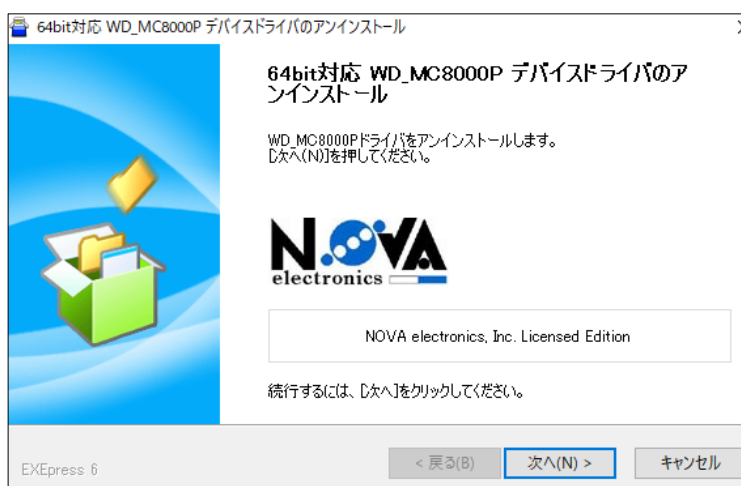 64bit対応 WD_MC8000P デバイスドライバのアンインストール
64bit対応 WD_MC8000P デバイスドライバのア
ンインストール
WD_MC8000Pドライバをアンインストールします。
[次へ(N)]を押してください。
NOVA
electronics
NOVA electronics, Inc. Licensed Edition
続行するには、[次へ]をクリックしてください。
EXEpress 6
< 戻る(B)
次へ(N) >
キャンセル